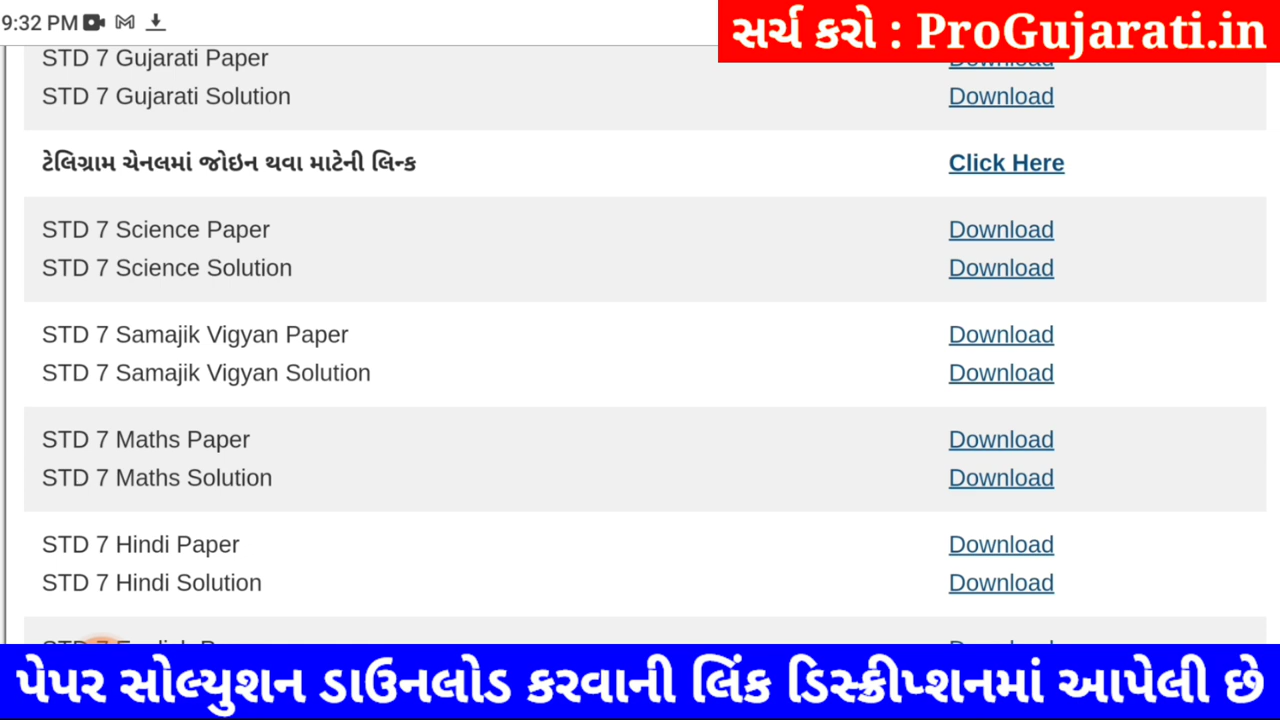 9:32 PM
સર્ચ કરો : ProGujarati.in
STD 7 Gujarati Paper Download
STD 7 Gujarati Solution Download
ટેલિગ્રામ ચેનલમાં જોઇન થવા માટેની લિન્ક Click Here
STD 7 Science Paper Download
STD 7 Science Solution Download
STD 7 Samajik Vigyan Paper Download
STD 7 Samajik Vigyan Solution Download
STD 7 Maths Paper Download
STD 7 Maths Solution Download
STD 7 Hindi Paper Download
STD 7 Hindi Solution Download
પેપર સોલ્યુશન ડાઉનલોડ કરવાની લિંક ડિસ્ક્રીપ્શનમાં આપેલી છે